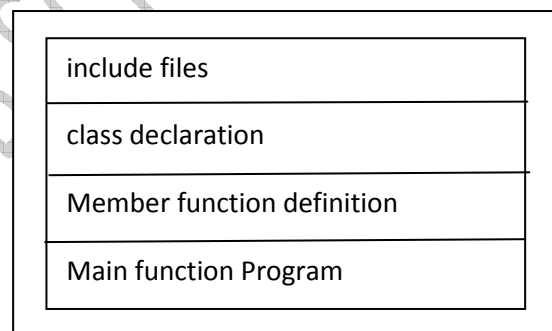 include files
class declaration
Member function definition
Main function Program